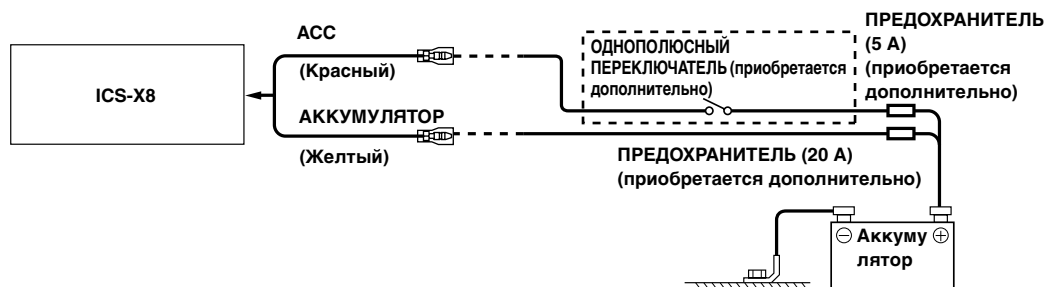 ACC
(Красный)
ICS-X8
АККУМУЛЯТОР
(Желтый)
ОДНОПОЛЮСНЫЙ
ПЕРЕКЛЮЧАТЕЛЬ (приобретается
дополнительно)
ПРЕДОХРАНИТЕЛЬ
(5 A)
(приобретается
дополнительно)
ПРЕДОХРАНИТЕЛЬ (20 A)
(приобретается дополнительно)
⊖ Аккуму ⊕
лятор